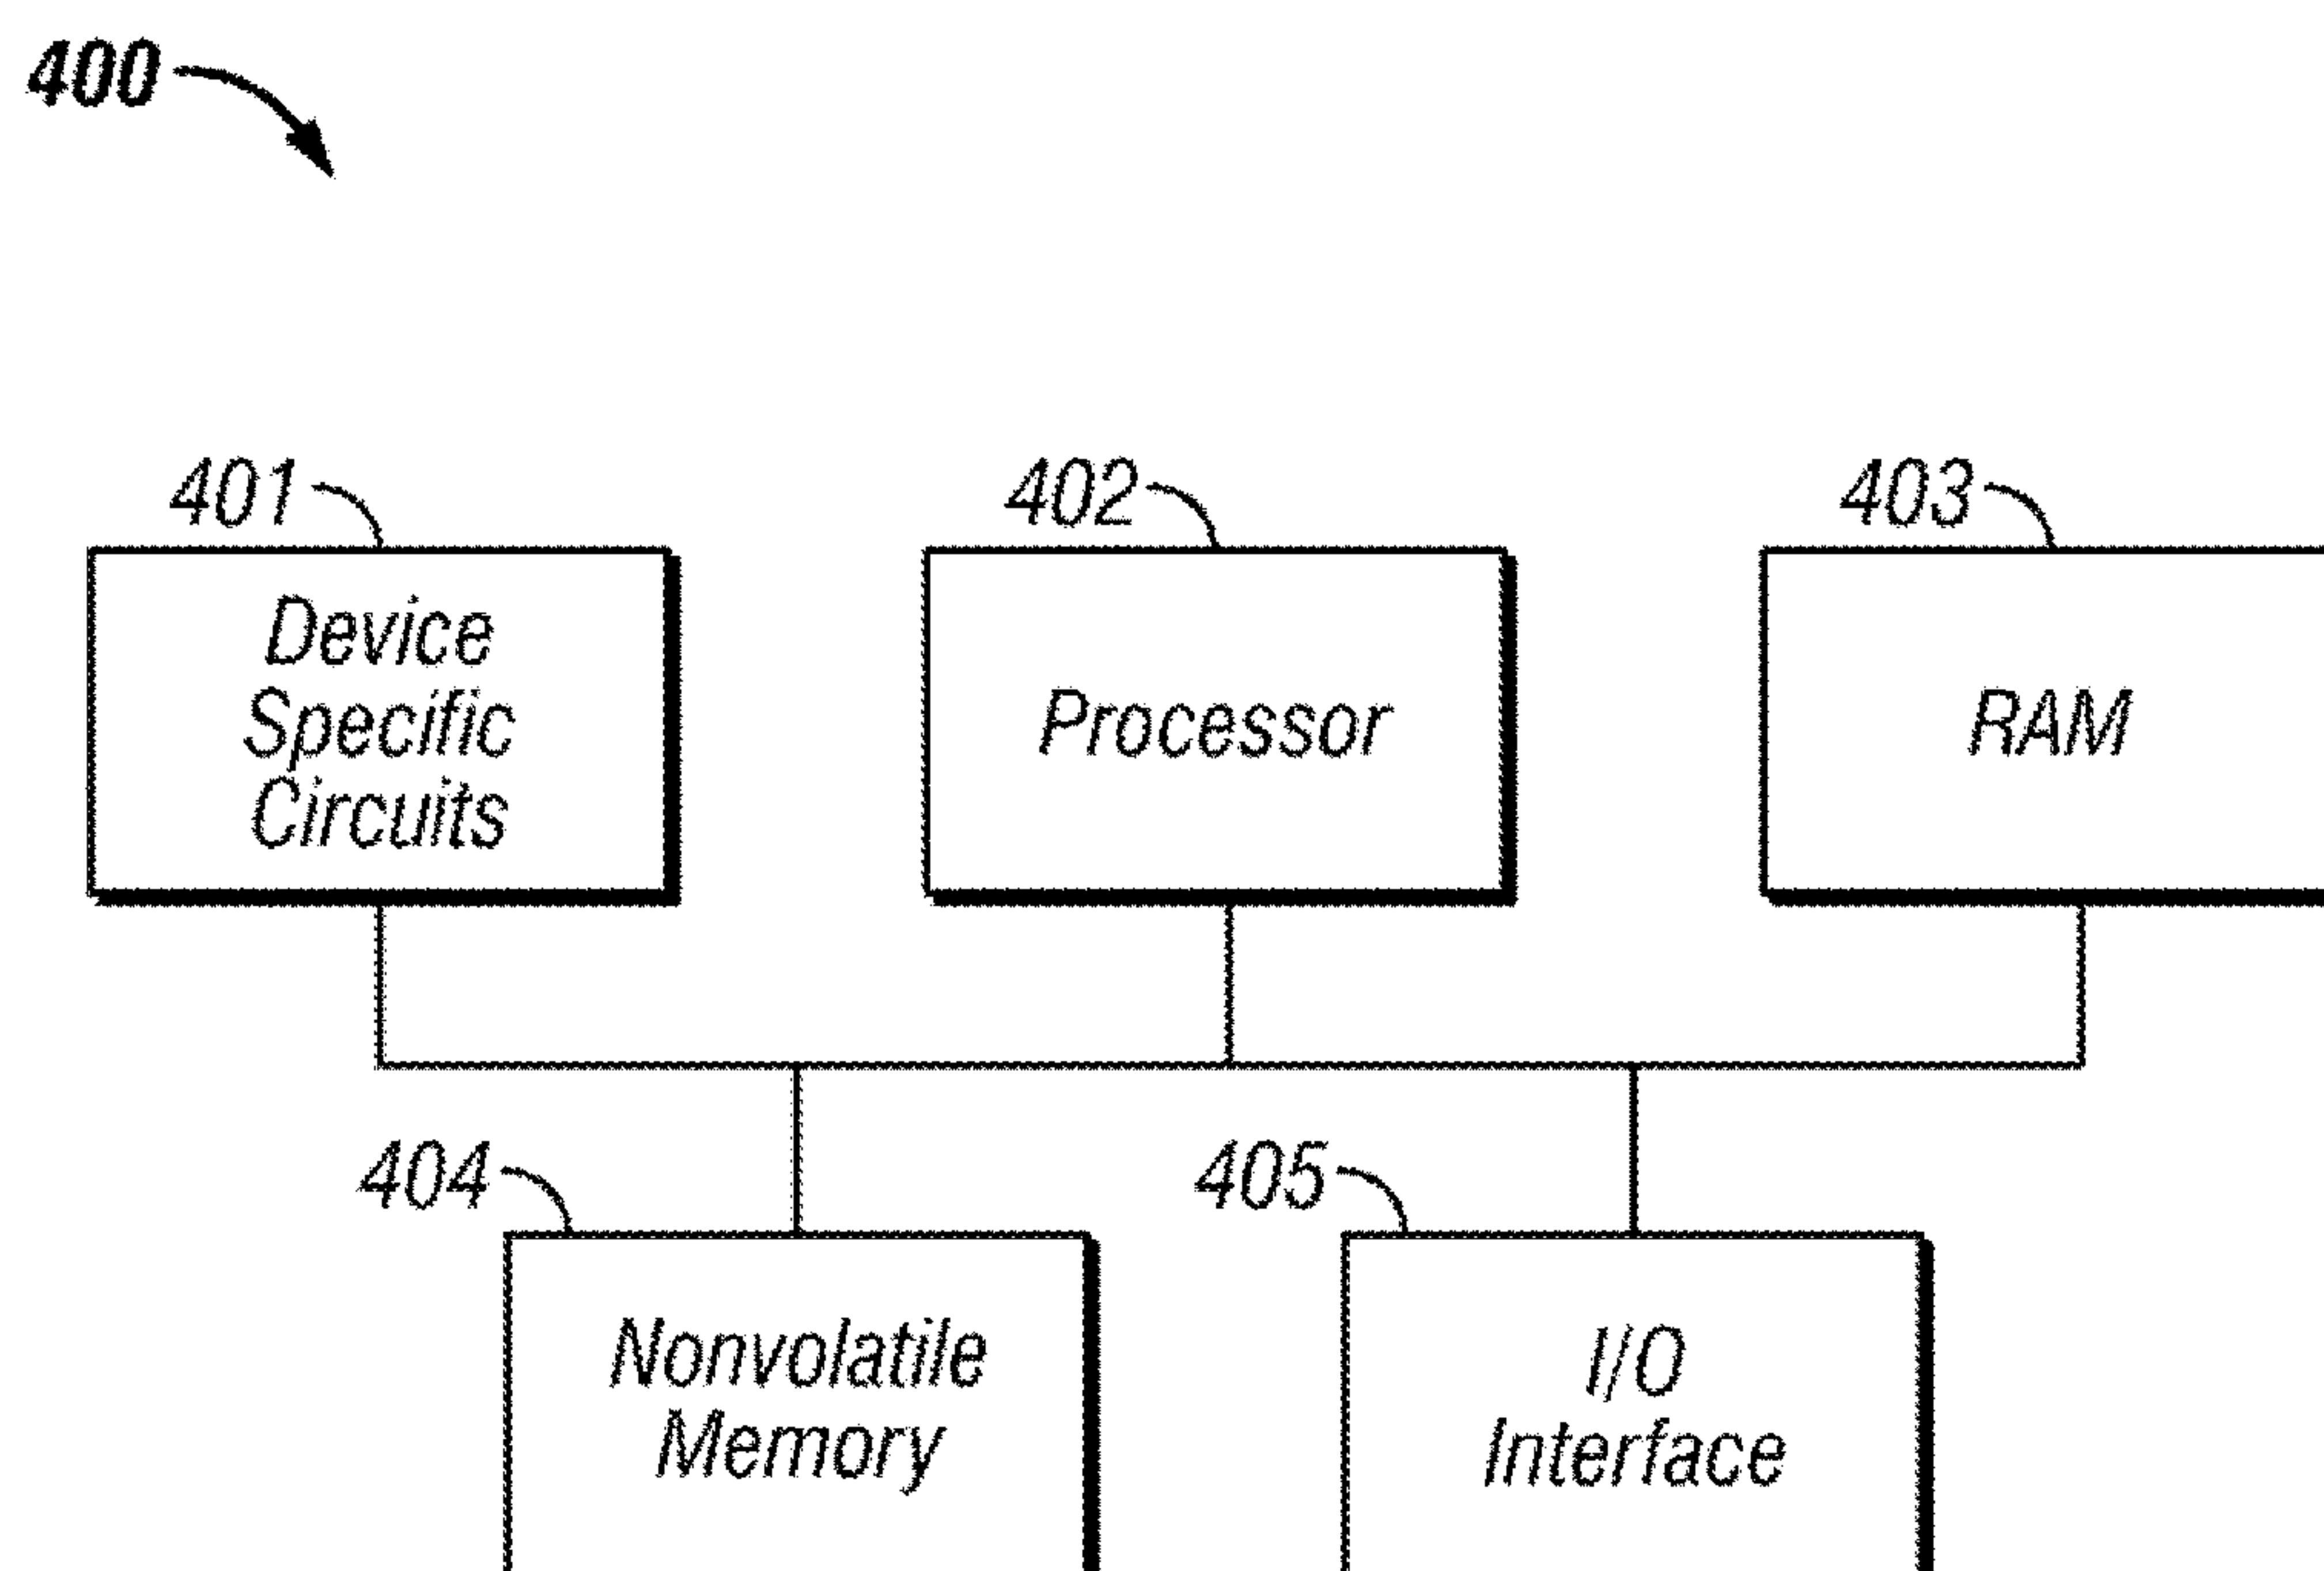 400
401
402
403
Device
Specific
Circuits
Processor
RAM
404
405
Nonvolatile
Memory
I/O
Interface